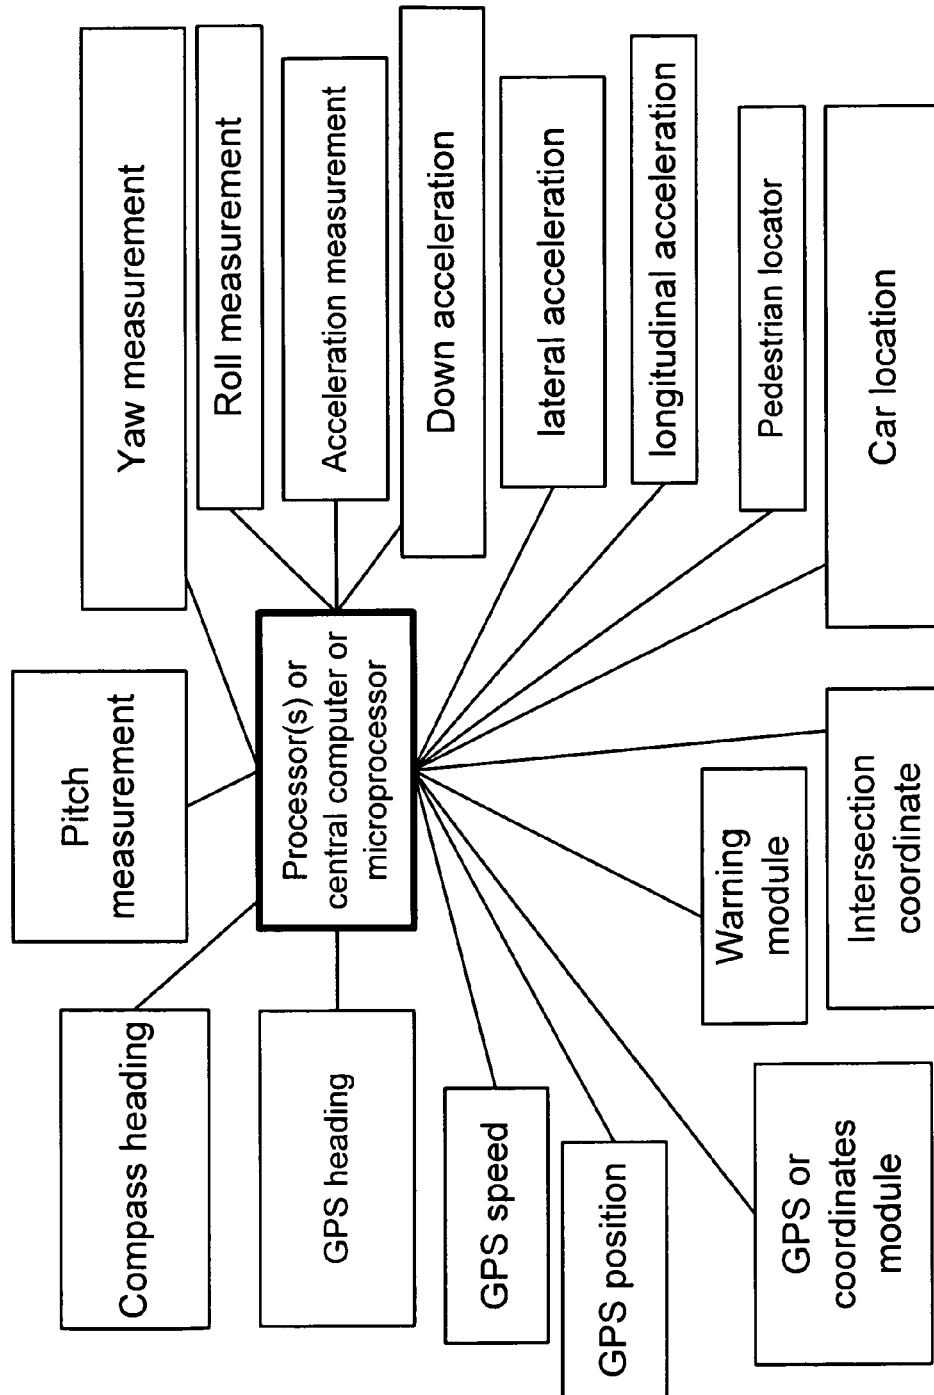 Compass heading
Pitch
measurement
Yaw measurement
Roll measurement
GPS heading
Processor(s) or
central computer or
microprocessor
Acceleration measurement
Down acceleration
GPS speed
lateral acceleration
GPS position
longitudinal acceleration
Warning
module
Pedestrian locator
GPS or
coordinates
module
Intersection
coordinate
Car location